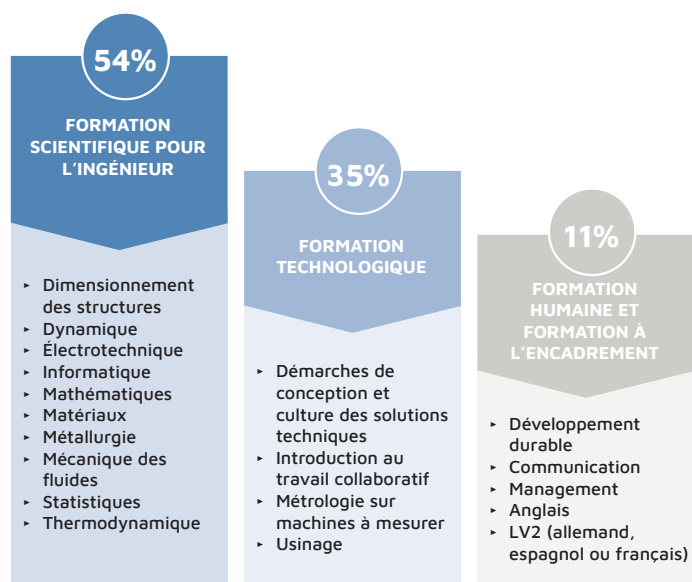 54%
FORMATION
SCIENTIFIQUE POUR
L'INGÉNIEUR
▸ Dimensionnement
des structures
▸ Dynamique
▸ Électrotechnique
▸ Informatique
▸ Mathématiques
▸ Matériaux
▸ Métallurgie
▸ Mécanique des
fluides
▸ Statistiques
▸ Thermodynamique
35%
FORMATION
TECHNOLOGIQUE
▸ Démarches de
conception et
culture des solutions
techniques
▸ Introduction au
travail collaboratif
▸ Métrologie sur
machines à mesurer
▸ Usinage
11%
FORMATION
HUMAINE ET
FORMATION À
L'ENCADREMENT
▸ Développement
durable
▸ Communication
▸ Management
▸ Anglais
▸ LV2 (allemand,
espagnol ou français)